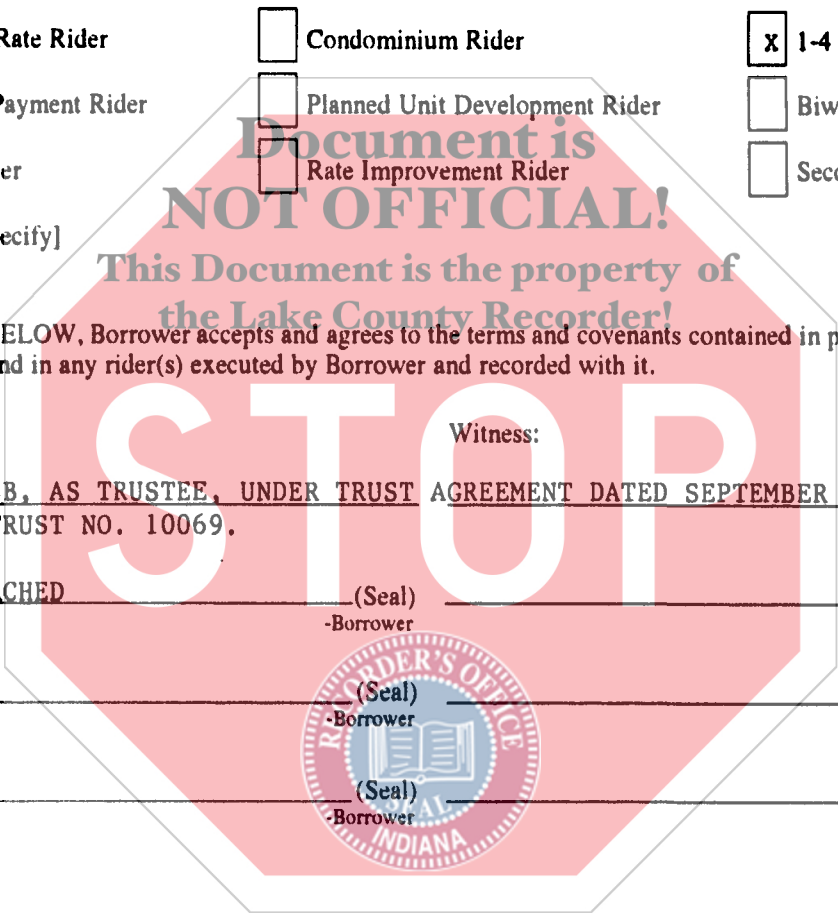 Rate Rider Condominium Rider x 1-4
Payment Rider Planned Unit Development Rider Biw
Document is
er Rate Improvement Rider Seco
NOT OFFICIAL!
ecify]
This Document is the property of
the Lake County Recorder!
ELOW, Borrower accepts and agrees to the terms and covenants contained in p
nd in any rider(s) executed by Borrower and recorded with it.
STOP
Witness:
B, AS TRUSTEE, UNDER TRUST AGREEMENT DATED SEPTEMBER
RUST NO. 10069.
CHED (Seal)
-Borrower
RECORDER'S OFFICE
(Seal)
-Borrower
(Seal)
SEAL
-Borrower
INDIANA